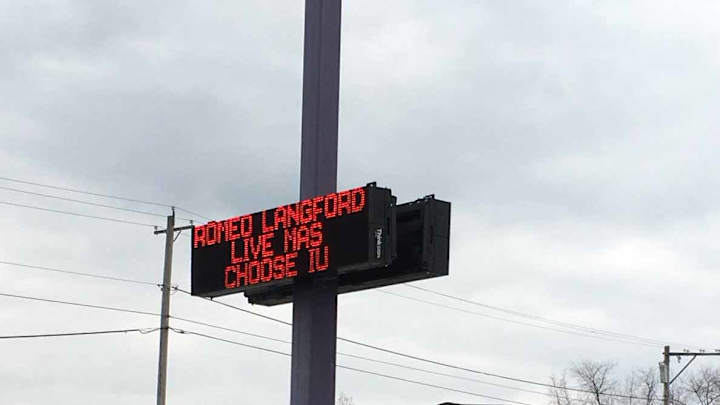 ROMEO LANGFORD
LIVE MAS
CHOOSE IU